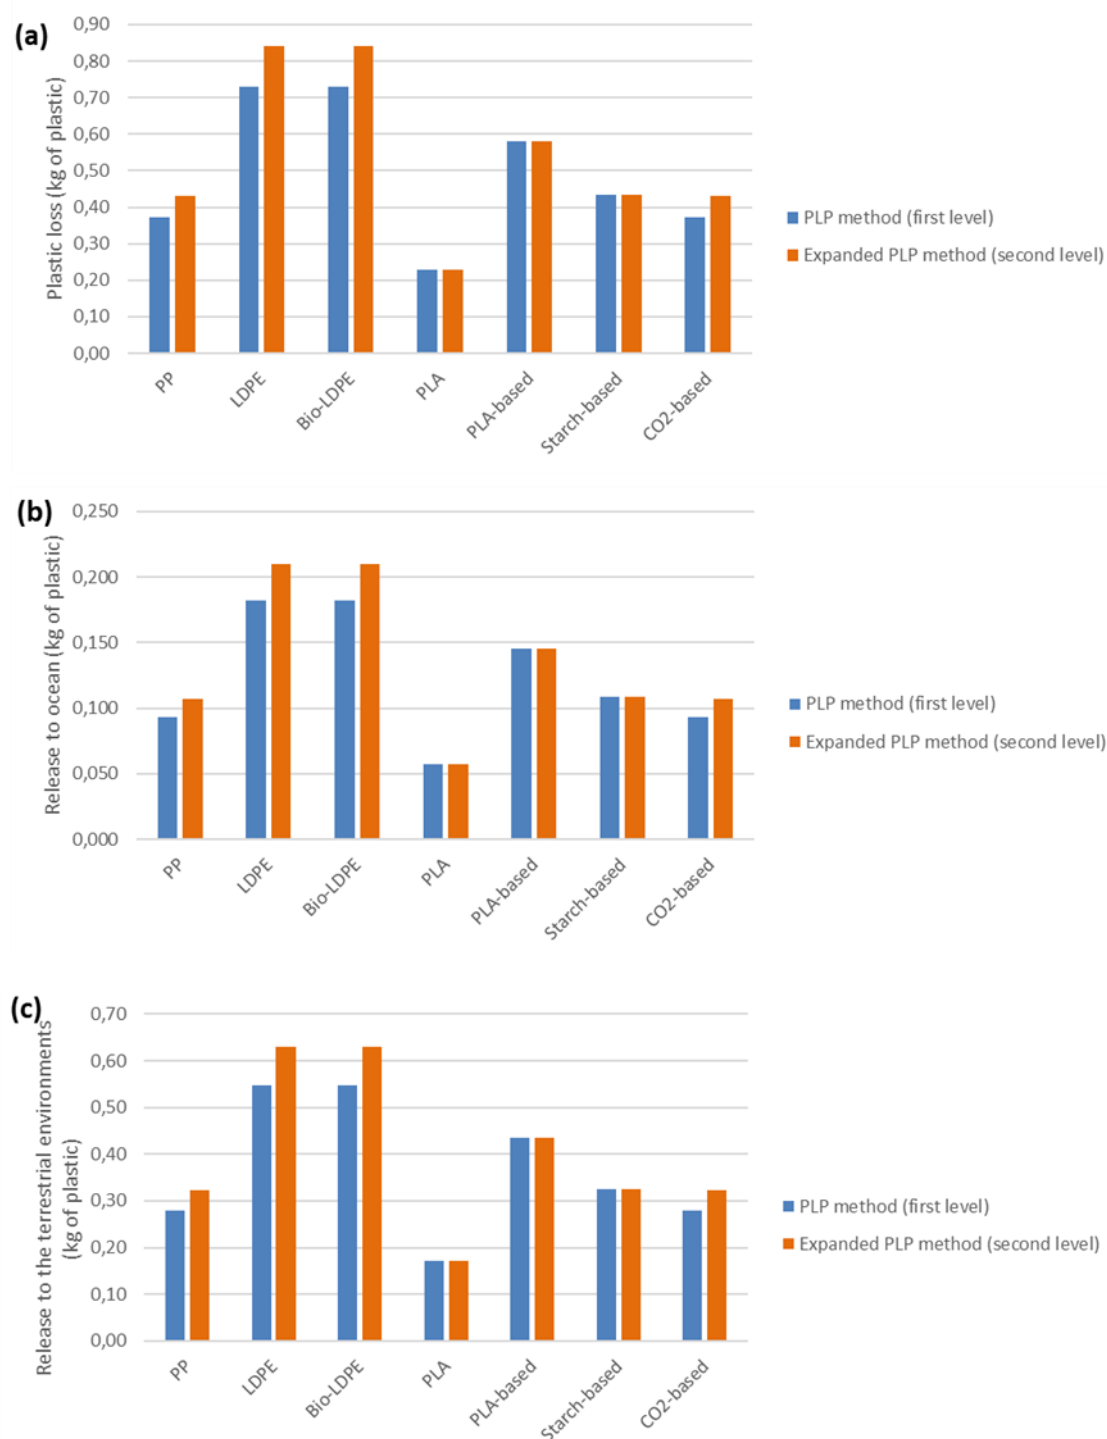 (a)
Plastic loss (kg of plastic)
0,90
0,80
0,70
0,60
0,50
0,40
0,30
0,20
0,10
0,00
PP
LDPE
Bio-LDPE
PLA
PLA-based
Starch-based
CO2-based
PLP method (first level)
Expanded PLP method (second level)
(b)
Release to ocean (kg of plastic)
0,250
0,200
0,150
0,100
0,050
0,000
PP
LDPE
Bio-LDPE
PLA
PLA-based
Starch-based
CO2-based
PLP method (first level)
Expanded PLP method (second level)
(c)
Release to the terrestrial environments
(kg of plastic)
0,70
0,60
0,50
0,40
0,30
0,20
0,10
0,00
PP
LDPE
Bio-LDPE
PLA
PLA-based
Starch-based
CO2-based
PLP method (first level)
Expanded PLP method (second level)